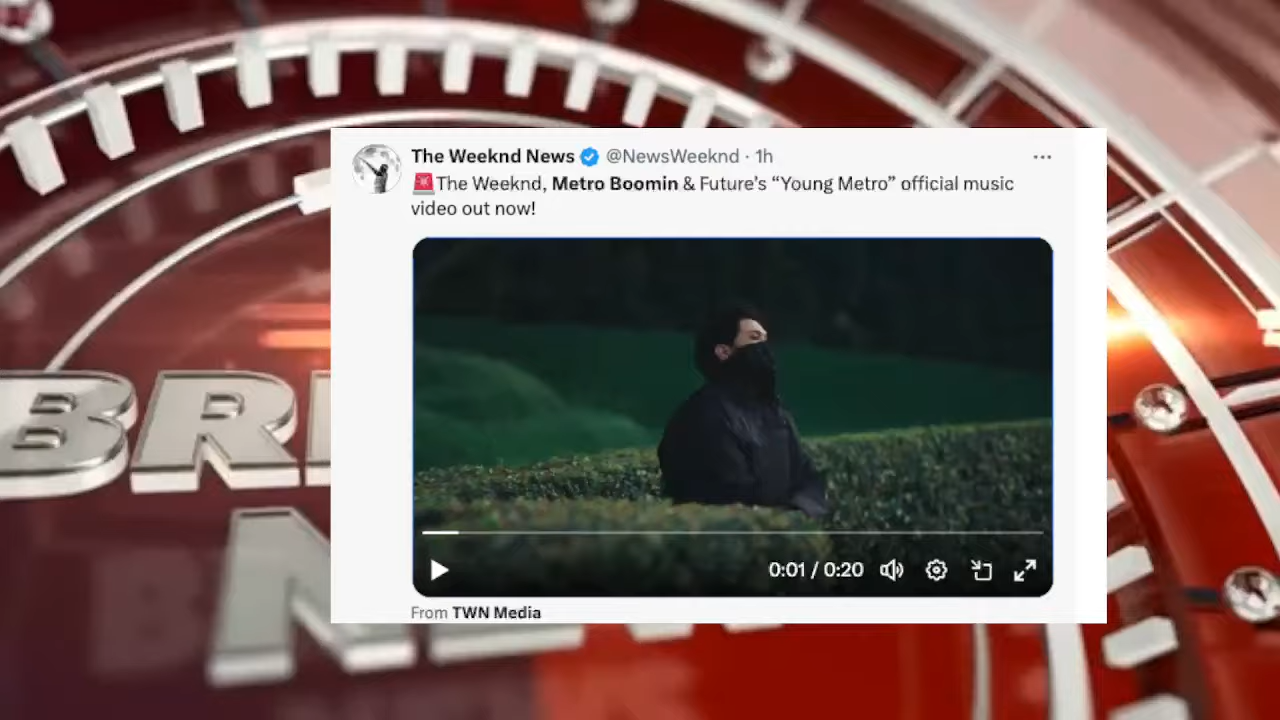 The Weeknd News @NewsWeeknd · 1h
🚨The Weeknd, Metro Boomin & Future's “Young Metro” official music
video out now!
0:01 / 0:20
From TWN Media
BR